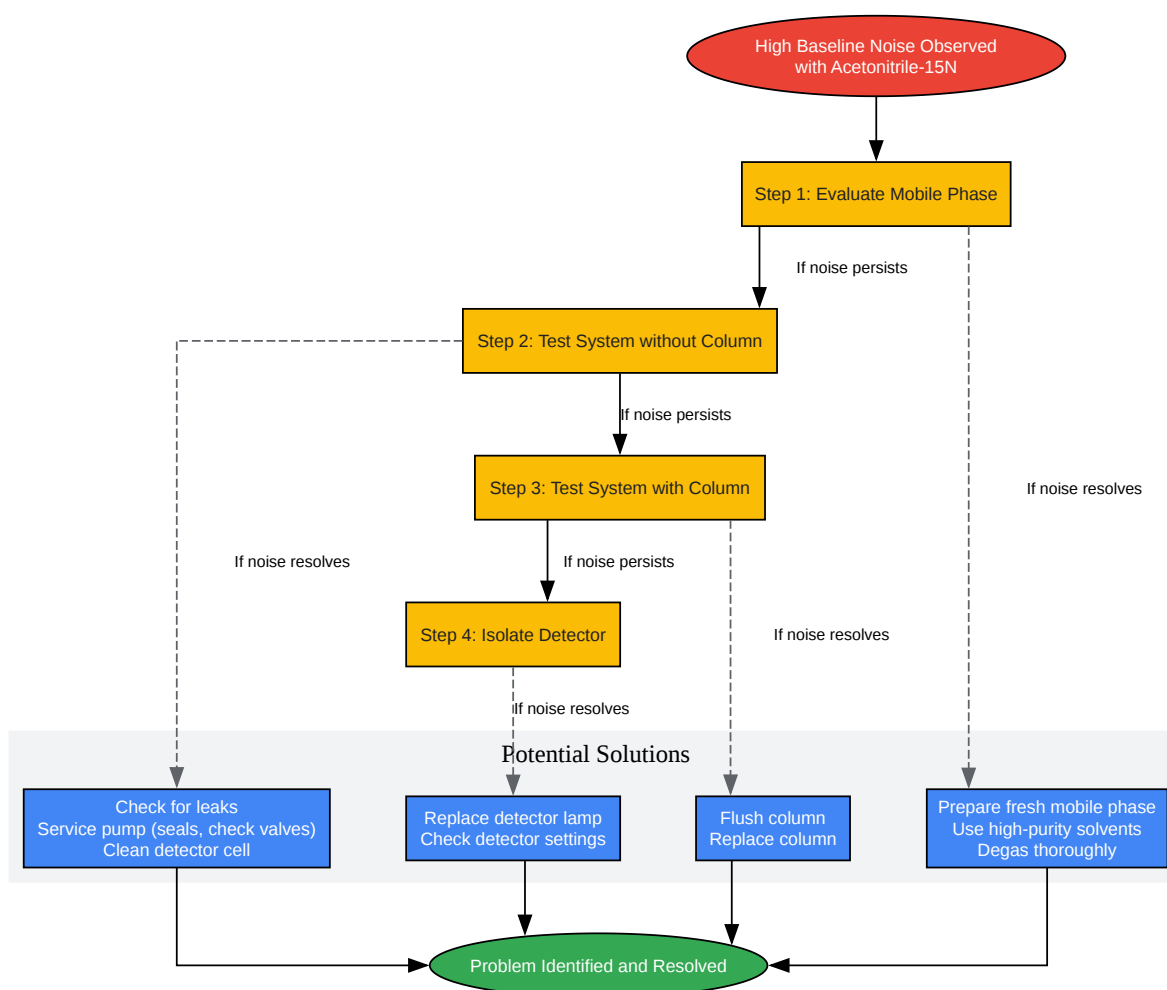 High Baseline Noise Observed
with Acetonitrile-15N
Step 1: Evaluate Mobile Phase
If noise persists
Step 2: Test System without Column
If noise persists
Step 3: Test System with Column
If noise resolves
If noise resolves
If noise persists
Step 4: Isolate Detector
If noise resolves
If noise resolves
Potential Solutions
Check for leaks
Service pump (seals, check valves)
Clean detector cell
Replace detector lamp
Check detector settings
Flush column
Replace column
Prepare fresh mobile phase
Use high-purity solvents
Degas thoroughly
Problem Identified and Resolved